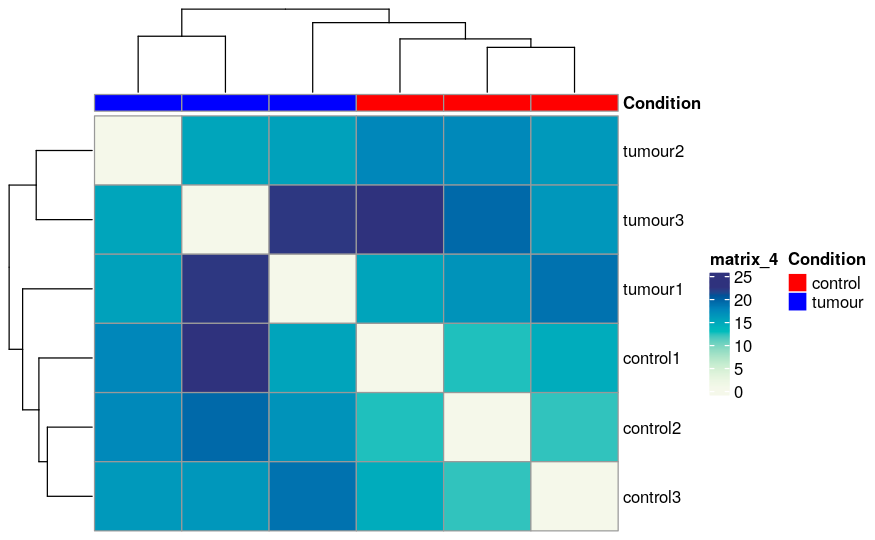 Condition
tumour2
tumour3
tumour1
control1
control2
control3
matrix_4
25
20
15
10
5
0
Condition
control
tumour